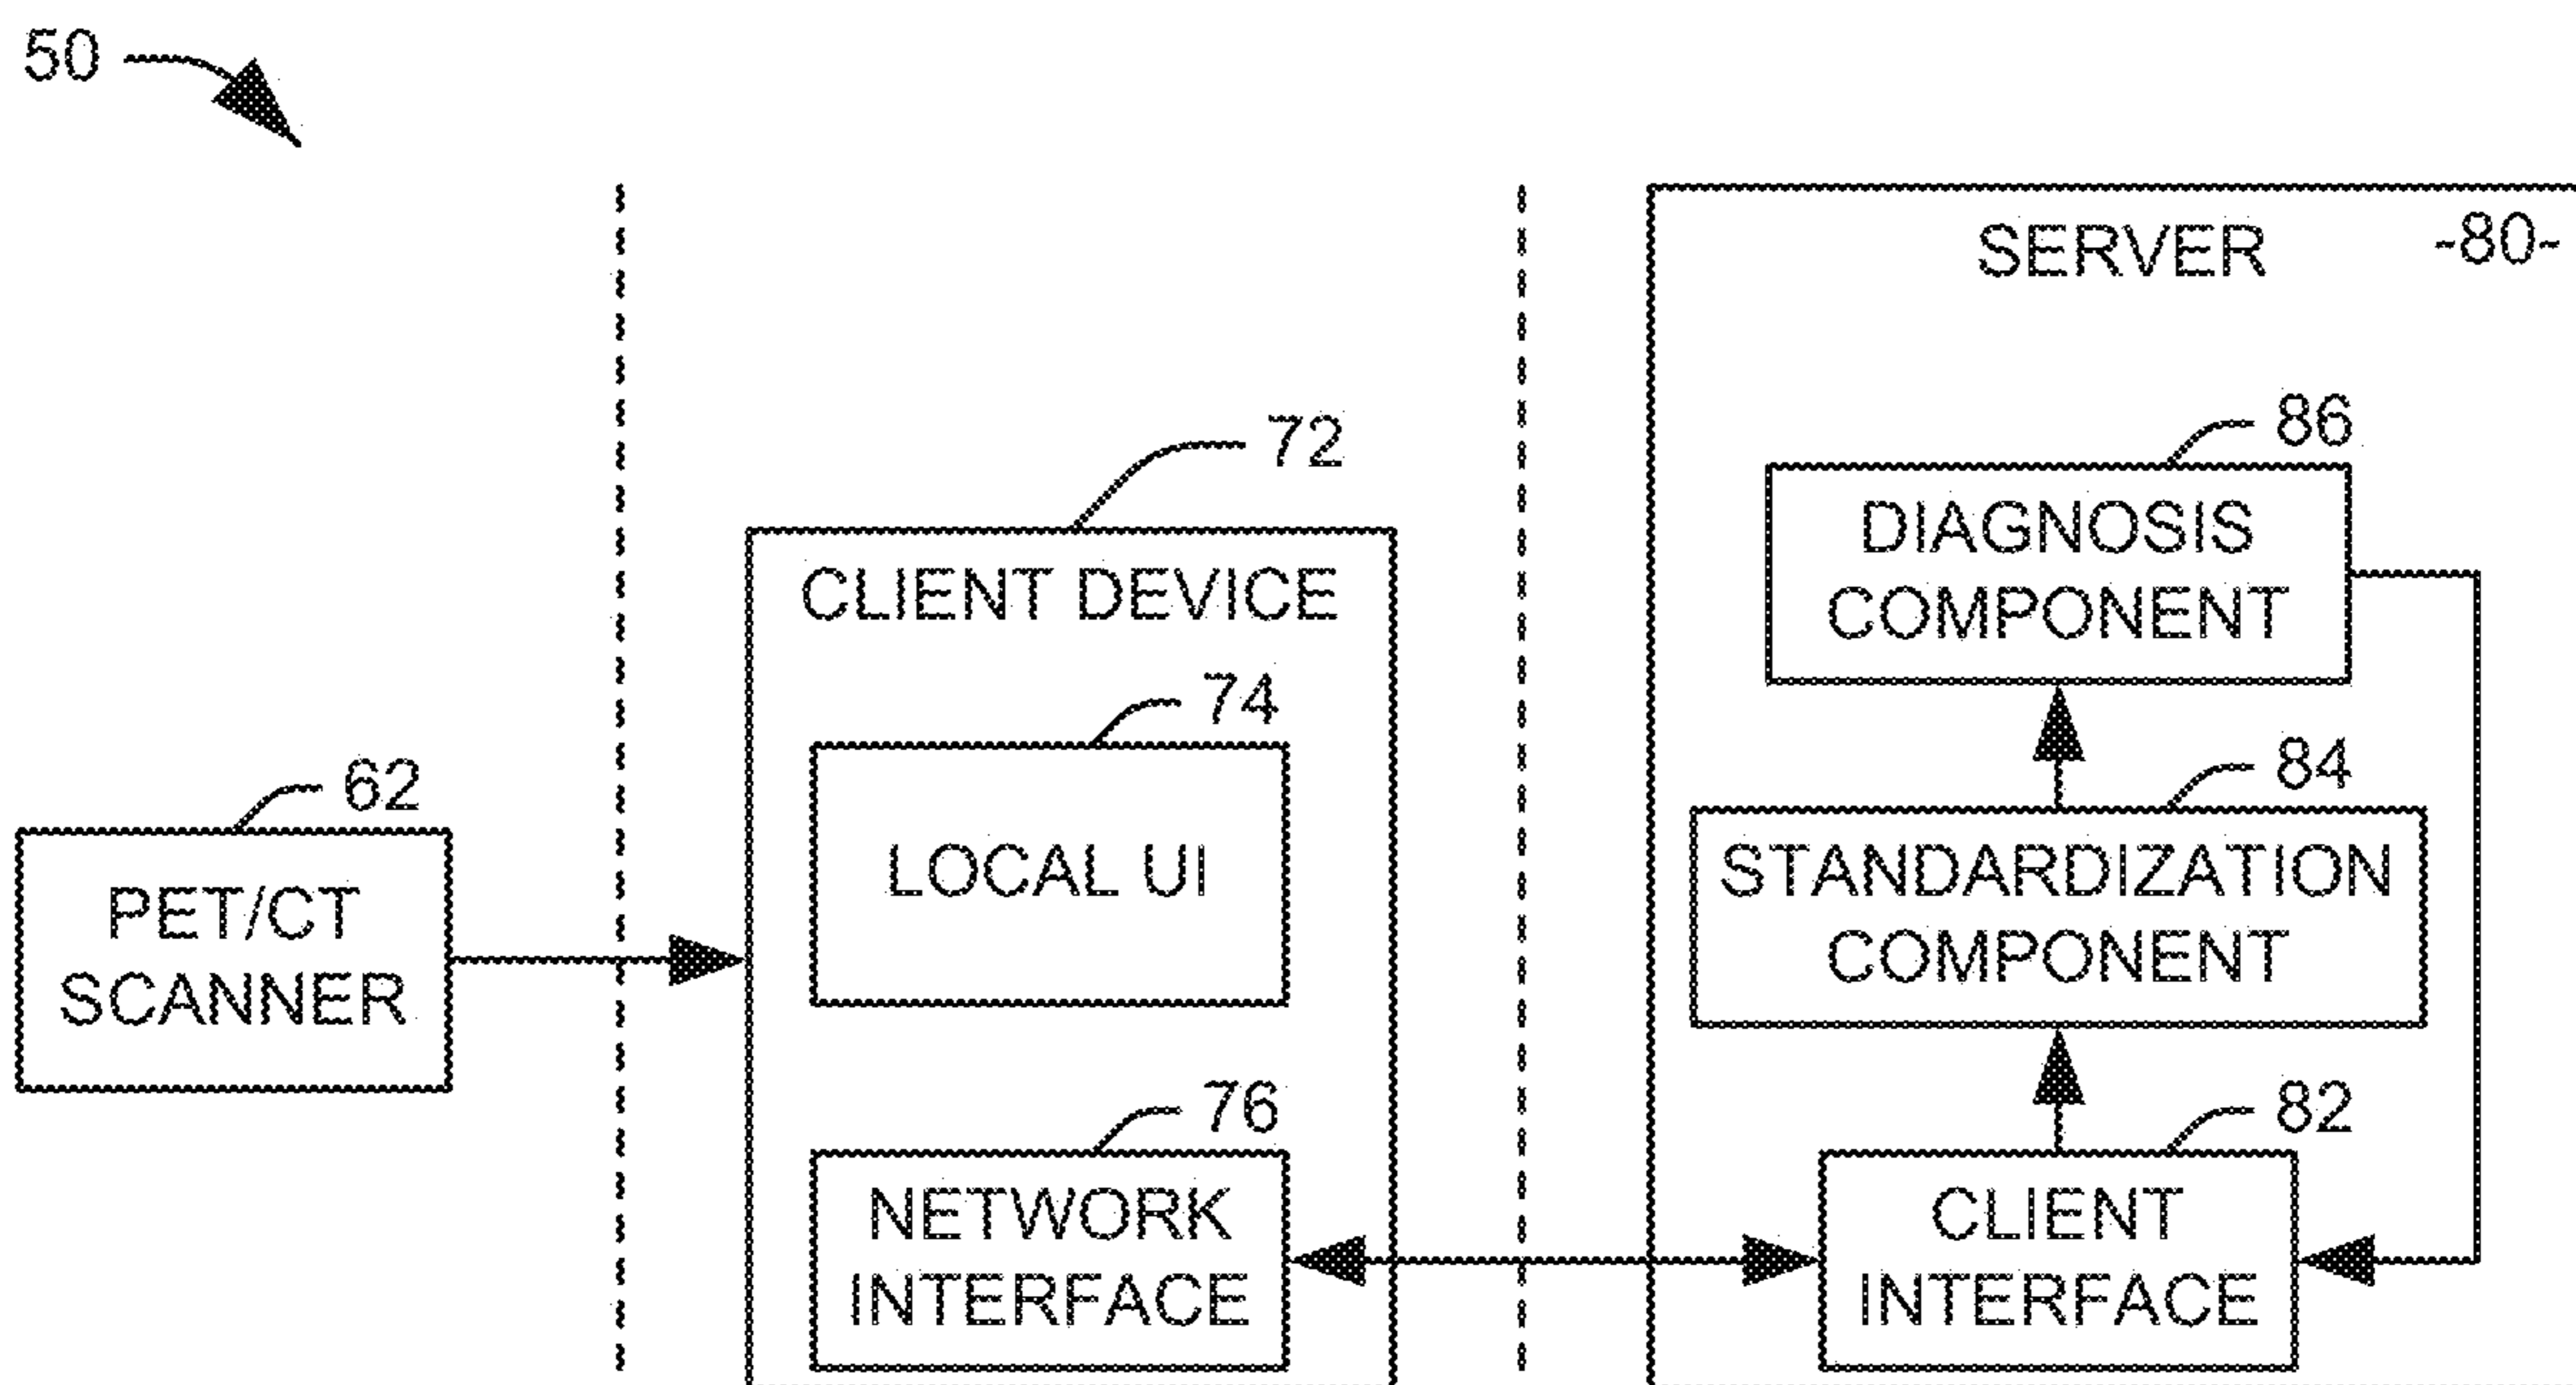 50
SERVER -80-
86
DIAGNOSIS
COMPONENT
72
CLIENT DEVICE
74
LOCAL UI
84
STANDARDIZATION
COMPONENT
62
PET/CT
SCANNER
76
NETWORK
INTERFACE
82
CLIENT
INTERFACE